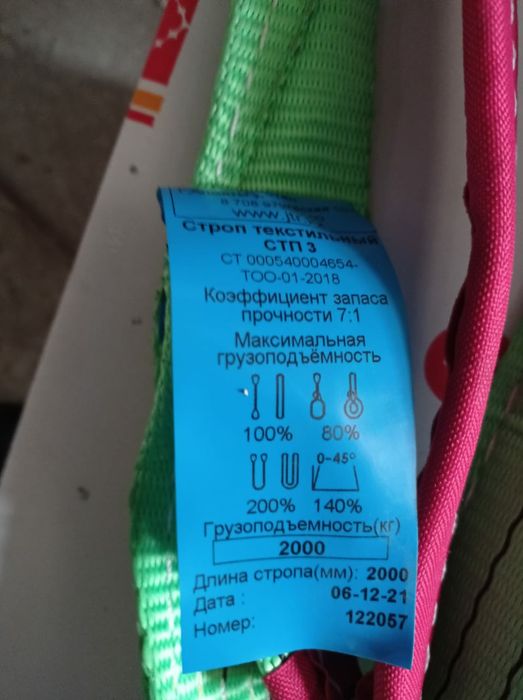 www.
Строп текстильный
СТП 3
СТ 000540004654-
ТОО-01-2018
Коэффициент запаса
прочности 7:1
Максимальная
грузоподъёмность
100% 80%
0-45°
200% 140%
Грузоподъемность(кг)
2000
Длина стропа(мм): 2000
Дата : 06-12-21
Номер: 122057